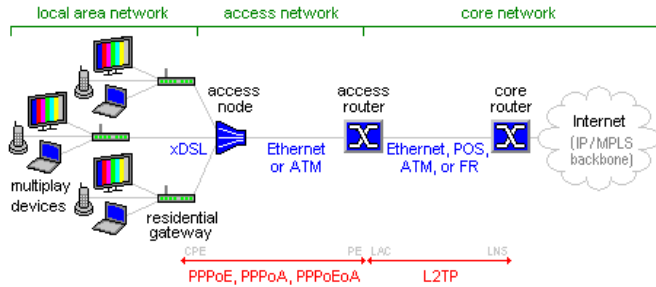 local area network
access network
core network
access
node
access
router
core
router
Internet
(IP/MPLS
backbone)
xDSL
Ethernet
or ATM
Ethernet, POS,
ATM, or FR
multiplay
devices
residential
gateway
CPE
PE
LAC
LNS
PPPoE, PPPoA, PPPoEoA
L2TP